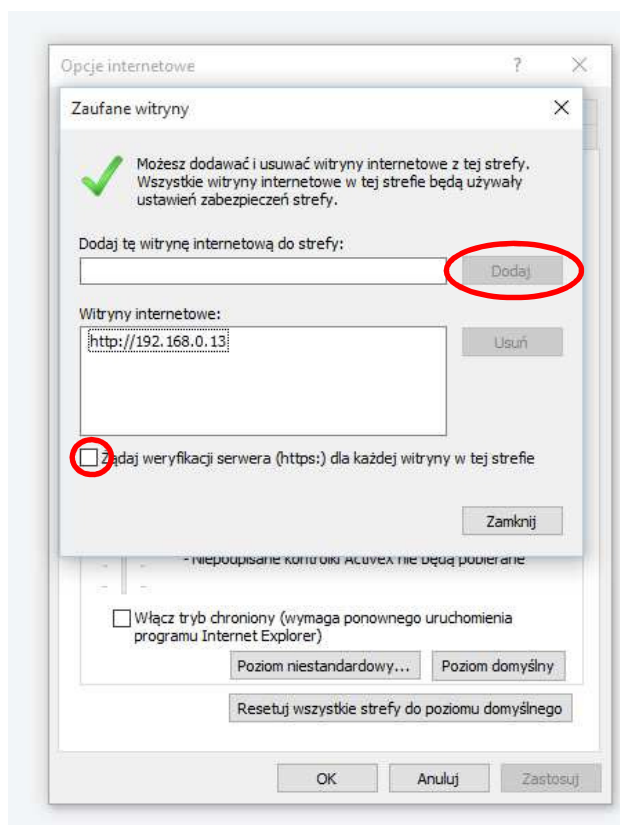 Opcje internetowe
Zaufane witryny
Możesz dodawać i usuwać witryny internetowe z tej strefy.
Wszystkie witryny internetowe w tej strefie będą używały
ustawień zabezpieczeń strefy.
Dodaj tę witrynę internetową do strefy:
Dodaj
Witryny internetowe:
http://192.168.0.13
Usuń
Żądaj weryfikacji serwera (https:) dla każdej witryny w tej strefie
Zamknij
- Niepodpisane kontrolki ActiveX nie będą pobierane
Włącz tryb chroniony (wymaga ponownego uruchomienia
programu Internet Explorer)
Poziom niestandardowy... Poziom domyślny
Resetuj wszystkie strefy do poziomu domyślnego
OK Anuluj Zastosuj